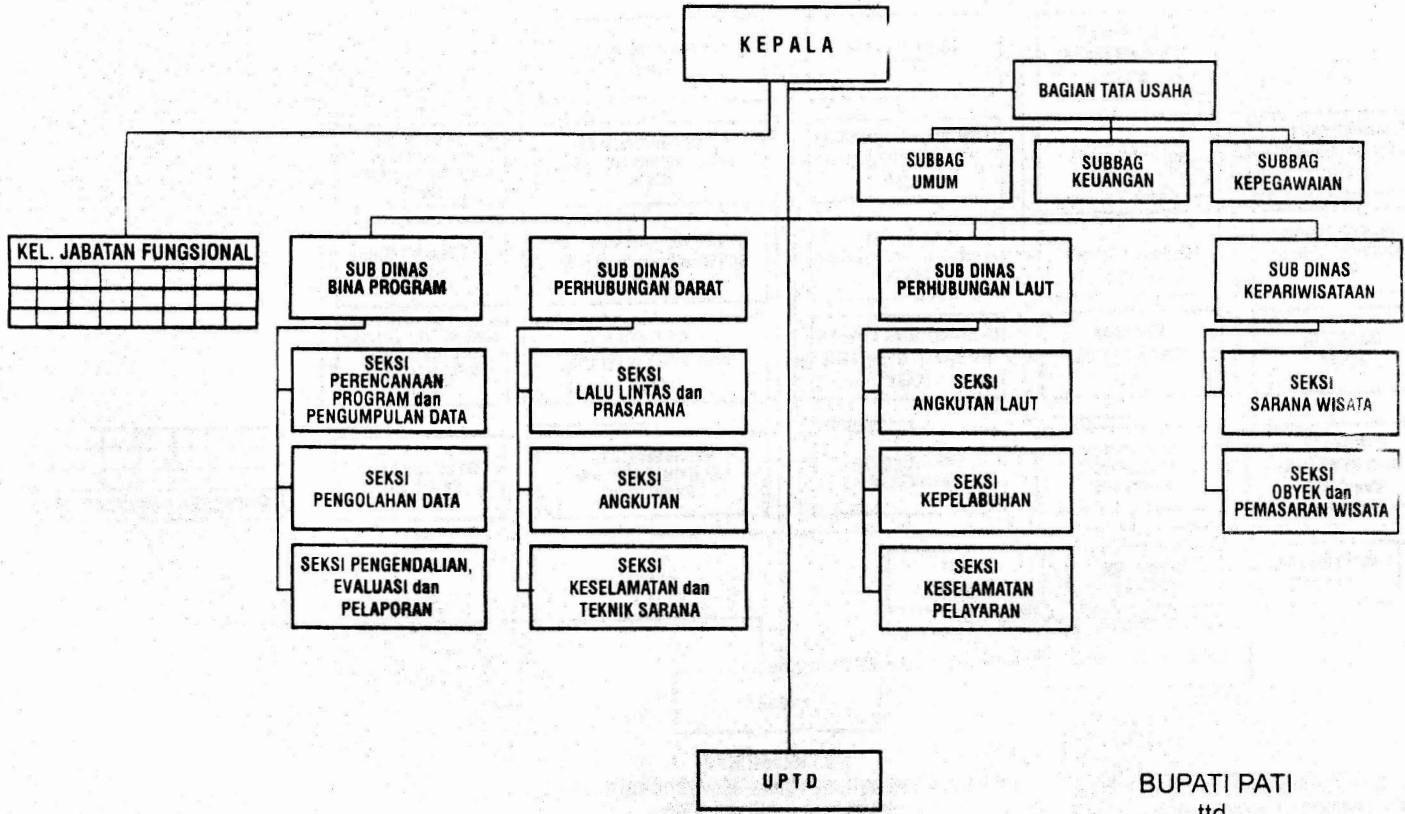 KEPALA
BAGIAN TATA USAHA
SUBBAG
UMUM
SUBBAG
KEUANGAN
SUBBAG
KEPEGAWAIAN
KEL. JABATAN FUNGSIONAL
SUB DINAS
BINA PROGRAM
SUB DINAS
PERHUBUNGAN DARAT
SUB DINAS
PERHUBUNGAN LAUT
SUB DINAS
KEPARIWISATAAN
SEKSI
PERENCANAAN
PROGRAM dan
PENGUMPULAN DATA
SEKSI
LALU LINTAS dan
PRASARANA
SEKSI
ANGKUTAN LAUT
SEKSI
SARANA WISATA
SEKSI
PENGOLAHAN DATA
SEKSI
ANGKUTAN
SEKSI
KEPELABUHAN
SEKSI
OBYEK dan
PEMASARAN WISATA
SEKSI PENGENDALIAN,
EVALUASI dan
PELAPORAN
SEKSI
KESELAMATAN dan
TEKNIK SARANA
SEKSI
KESELAMATAN
PELAYARAN
UPTD
BUPATI PATI
ttd